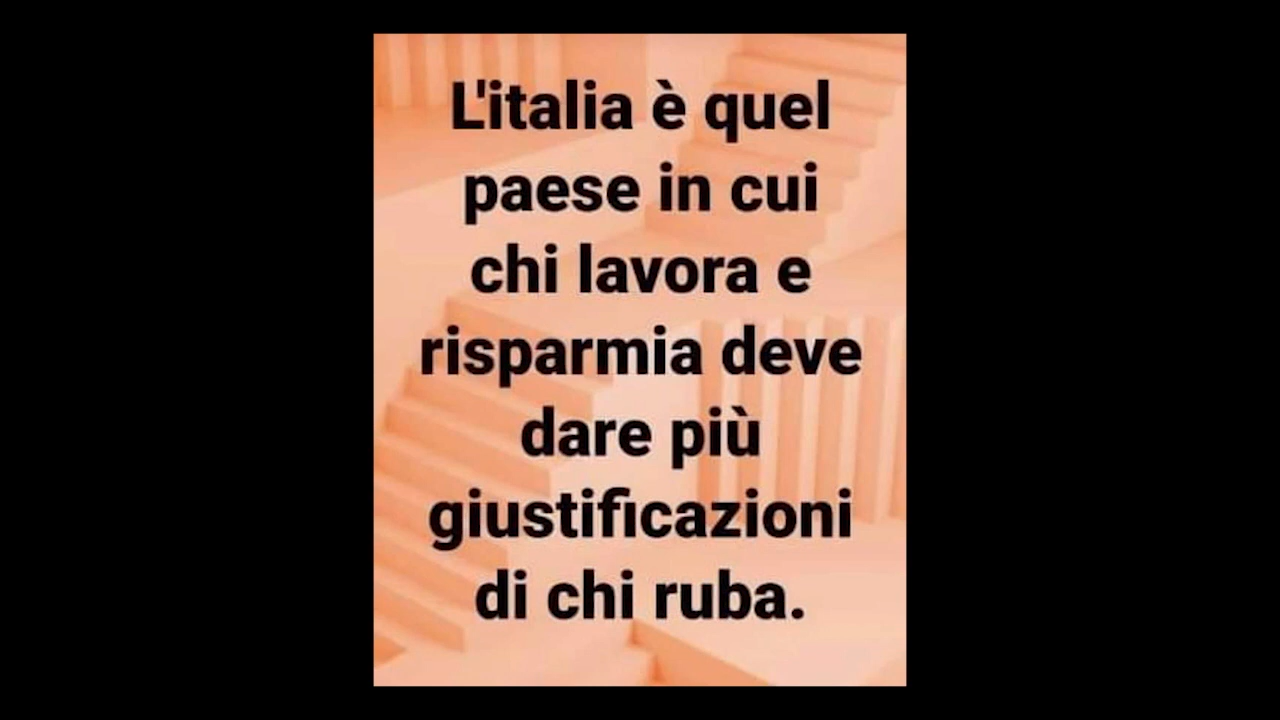 L'italia è quel
paese in cui
chi lavora e
risparmia deve
dare più
giustificazioni
di chi ruba.